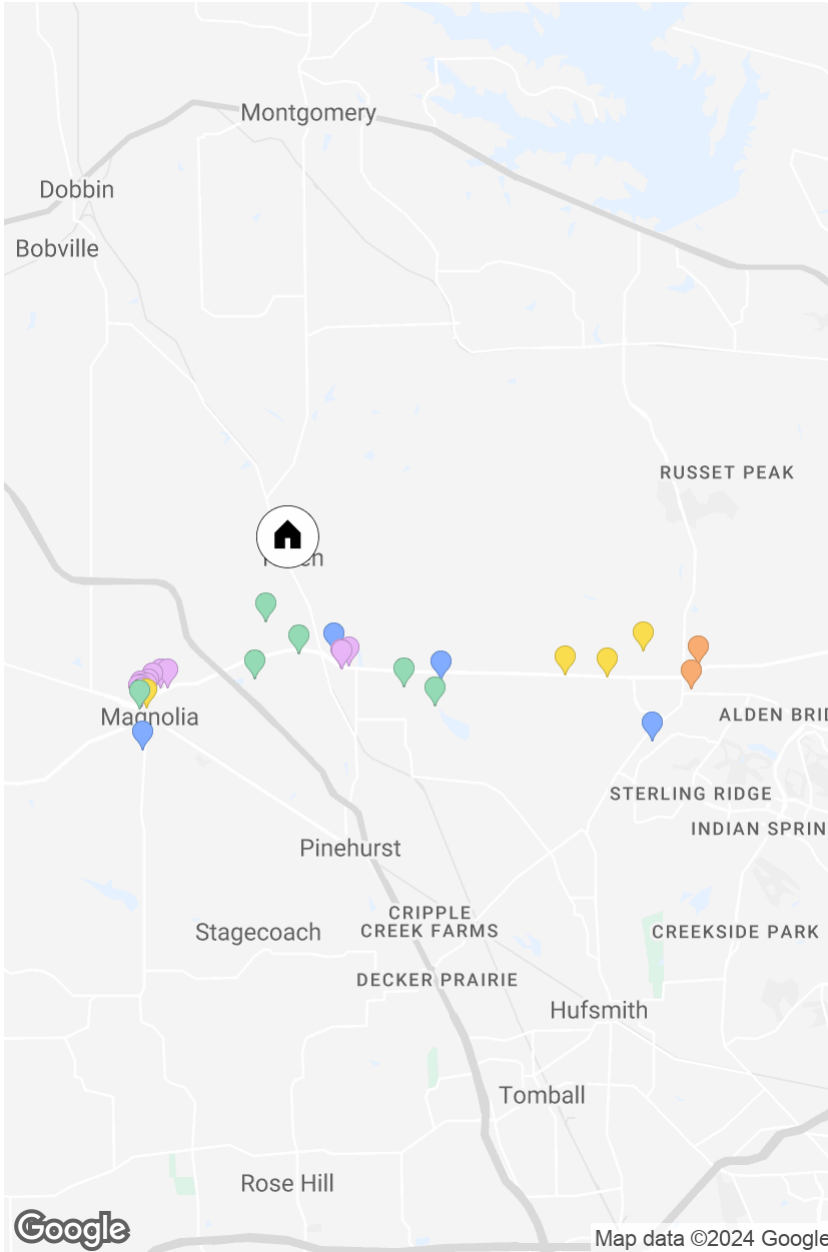 Montgomery
Dobbin
Bobville
RUSSET PEAK
Magnolia
ALDEN BRID
STERLING RIDGE
INDIAN SPRIN
Pinehurst
CRIPPLE
CREEK FARMS
Stagecoach
CREEKSIDE PARK
DECKER PRAIRIE
Hufsmith
Tomball
Rose Hill
Google
Map data ©2024 Google